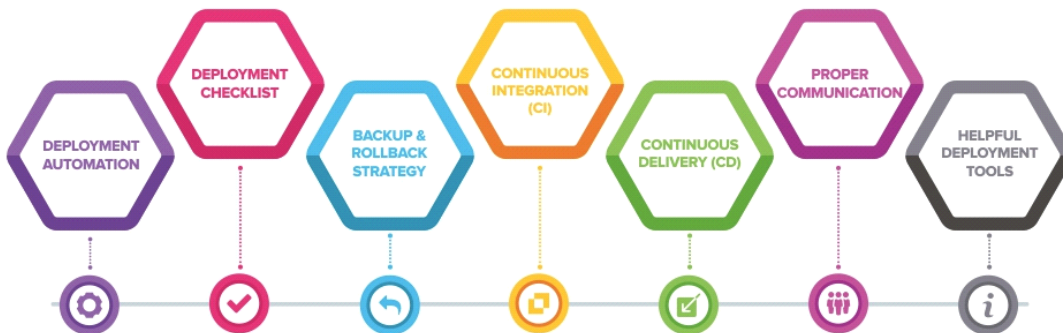 DEPLOYMENT
AUTOMATION
DEPLOYMENT
CHECKLIST
BACKUP &
ROLLBACK
STRATEGY
CONTINUOUS
INTEGRATION
(CI)
CONTINUOUS
DELIVERY (CD)
PROPER
COMMUNICATION
HELPFUL
DEPLOYMENT
TOOLS
i